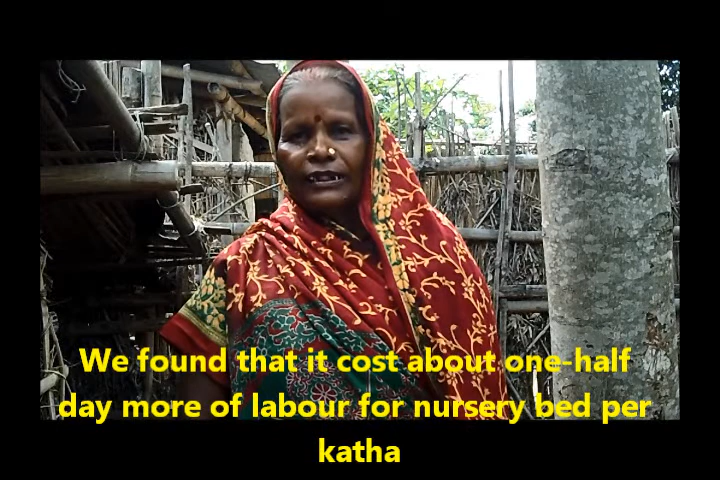 We found that it cost about one-half
day more of labour for nursery bed per
katha